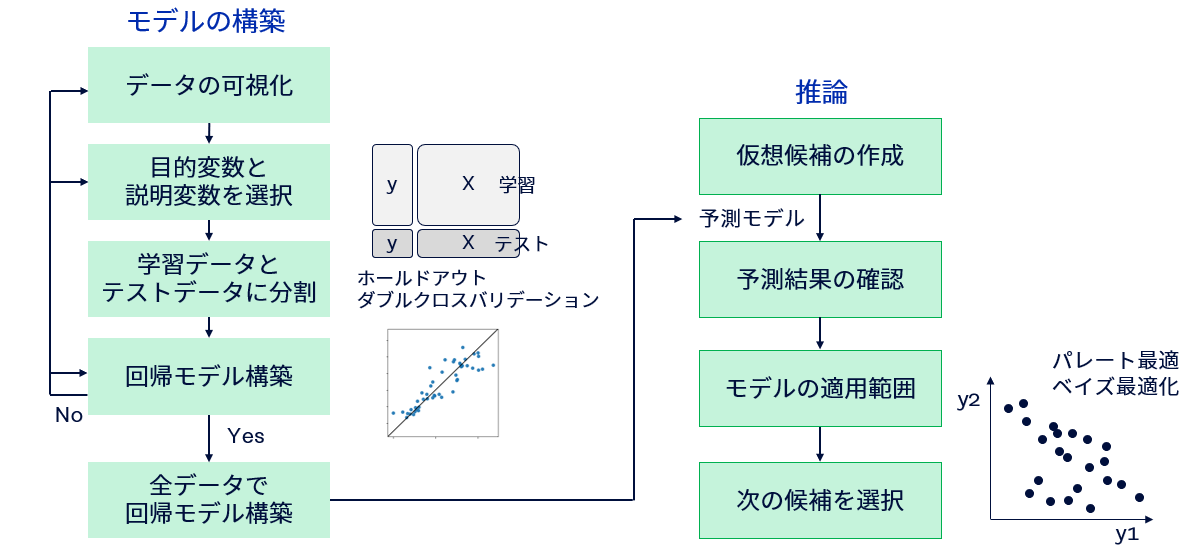 モデルの構築
データの可視化
目的変数と
説明変数を選択
学習データと
テストデータに分割
回帰モデル構築
No
Yes
全データで
回帰モデル構築
y
X
学習
y
X
テスト
ホールドアウト
ダブルクロスバリデーション
推論
仮想候補の作成
予測モデル
予測結果の確認
モデルの適用範囲
次の候補を選択
パレート最適
ベイズ最適化
y2
y1